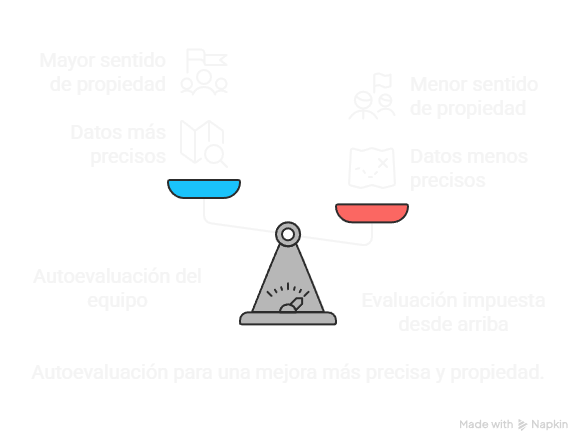 Mayor sentido
de propiedad
Datos más
precisos
Menor sentido
de propiedad
Datos menos
precisos
Autoevaluación del
equipo
Evaluación impuesta
desde arriba
Autoevaluación para una mejora más precisa y propiedad.
Made with Napkin